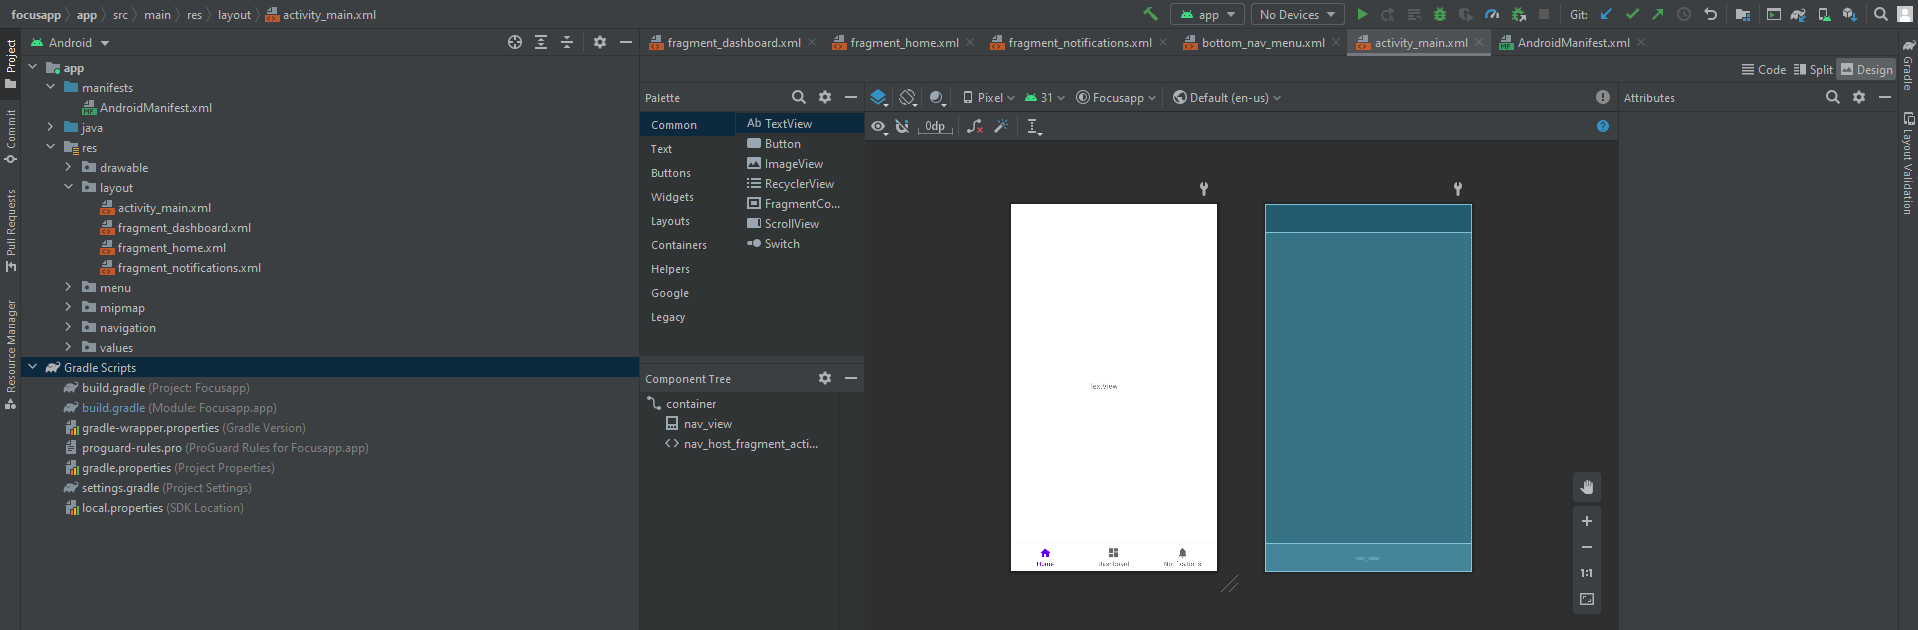 focusapp app src main res layout activity_main.xml
app No Devices Git:
Project
Commit
Pull Requests
Resource Manager
Android
app
manifests
AndroidManifest.xml
java
res
drawable
layout
activity_main.xml
fragment_dashboard.xml
fragment_home.xml
fragment_notifications.xml
menu
mipmap
navigation
values
Gradle Scripts
build.gradle (Project: Focusapp)
build.gradle (Module: Focusapp.app)
gradle-wrapper.properties (Gradle Version)
proguard-rules.pro (ProGuard Rules for Focusapp.app)
gradle.properties (Project Properties)
settings.gradle (Project Settings)
local.properties (SDK Location)
fragment_dashboard.xml fragment_home.xml fragment_notifications.xml bottom_nav_menu.xml activity_main.xml AndroidManifest.xml
Code Split Design
Palette
Common
Text
Buttons
Widgets
Layouts
Containers
Helpers
Google
Legacy
Ab TextView
Button
ImageView
RecyclerView
FragmentCo...
ScrollView
Switch
Component Tree
container
nav_view
nav_host_fragment_acti...
Pixel 31 Focusapp Default (en-us)
0dp
TextView
Home Dashboard Notifications
nav_view
1:1
Attributes
Gradle
Layout Validation